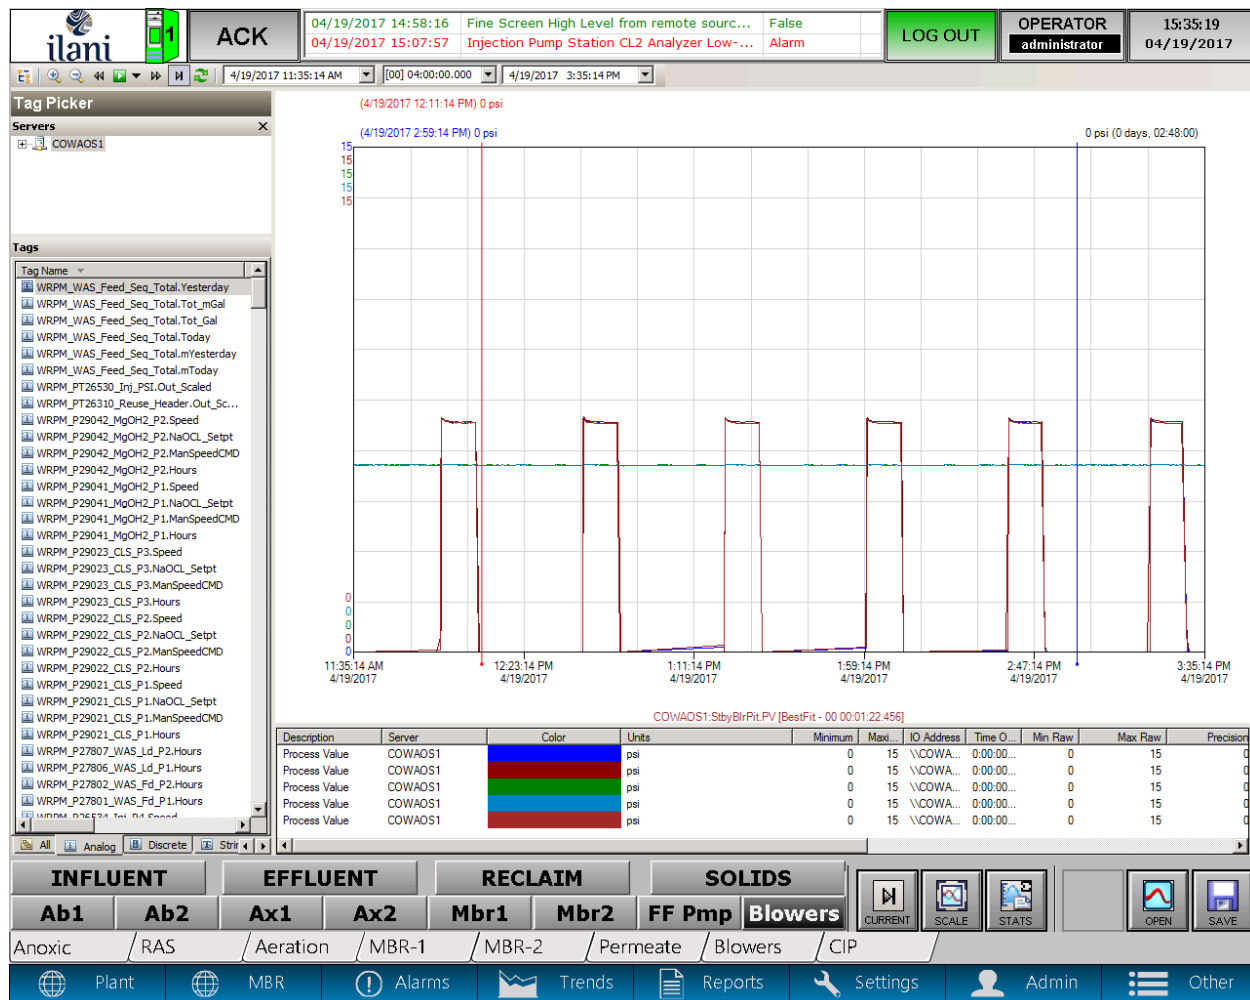 ilani
1
ACK
04/19/2017 14:58:16 Fine Screen High Level from remote sourc... False
04/19/2017 15:07:57 Injection Pump Station CL2 Analyzer Low-... Alarm
LOG OUT
OPERATOR
administrator
15:35:19
04/19/2017
4/19/2017 11:35:14 AM [00] 04:00:00.000 4/19/2017 3:35:14 PM
Tag Picker
Servers X
COWAOS1
Tags
Tag Name
WRPM_WAS_Feed_Seq_Total.Yesterday
WRPM_WAS_Feed_Seq_Total.Tot_mGal
WRPM_WAS_Feed_Seq_Total.Tot_Gal
WRPM_WAS_Feed_Seq_Total.Today
WRPM_WAS_Feed_Seq_Total.mYesterday
WRPM_WAS_Feed_Seq_Total.mToday
WRPM_PT26530_Inj_PSI.Out_Scaled
WRPM_PT26310_Reuse_Header.Out_Sc...
WRPM_P29042_MgOH2_P2.Speed
WRPM_P29042_MgOH2_P2.NaOCL_Setpt
WRPM_P29042_MgOH2_P2.ManSpeedCMD
WRPM_P29042_MgOH2_P2.Hours
WRPM_P29041_MgOH2_P1.Speed
WRPM_P29041_MgOH2_P1.NaOCL_Setpt
WRPM_P29041_MgOH2_P1.ManSpeedCMD
WRPM_P29041_MgOH2_P1.Hours
WRPM_P29023_CLS_P3.Speed
WRPM_P29023_CLS_P3.NaOCL_Setpt
WRPM_P29023_CLS_P3.ManSpeedCMD
WRPM_P29023_CLS_P3.Hours
WRPM_P29022_CLS_P2.Speed
WRPM_P29022_CLS_P2.NaOCL_Setpt
WRPM_P29022_CLS_P2.ManSpeedCMD
WRPM_P29022_CLS_P2.Hours
WRPM_P29021_CLS_P1.Speed
WRPM_P29021_CLS_P1.NaOCL_Setpt
WRPM_P29021_CLS_P1.ManSpeedCMD
WRPM_P29021_CLS_P1.Hours
WRPM_P27807_WAS_Ld_P2.Hours
WRPM_P27806_WAS_Ld_P1.Hours
WRPM_P27802_WAS_Fd_P2.Hours
WRPM_P27801_WAS_Fd_P1.Hours
WRPM_P26534_Inj_P4.Speed
All Analog Discrete Strir
(4/19/2017 12:11:14 PM) 0 psi
(4/19/2017 2:59:14 PM) 0 psi 0 psi (0 days, 02:48:00)
15
15
15
15
15
0
0
0
0
0
11:35:14 AM 12:23:14 PM 1:11:14 PM 1:59:14 PM 2:47:14 PM 3:35:14 PM
4/19/2017 4/19/2017 4/19/2017 4/19/2017 4/19/2017 4/19/2017
COWAOS1:StbyBlrPit.PV [BestFit - 00 00:01:22.456]
Description Server Color Units Minimum Maxi... IO Address Time O... Min Raw Max Raw Precision
Process Value COWAOS1 psi 0 15 \\COWA... 0:00:00... 0 15 0
Process Value COWAOS1 psi 0 15 \\COWA... 0:00:00... 0 15 0
Process Value COWAOS1 psi 0 15 \\COWA... 0:00:00... 0 15 0
Process Value COWAOS1 psi 0 15 \\COWA... 0:00:00... 0 15 0
Process Value COWAOS1 psi 0 15 \\COWA... 0:00:00... 0 15 0
INFLUENT EFFLUENT RECLAIM SOLIDS
Ab1 Ab2 Ax1 Ax2 Mbr1 Mbr2 FF Pmp Blowers
CURRENT SCALE STATS OPEN SAVE
Anoxic RAS Aeration MBR-1 MBR-2 Permeate Blowers CIP
Plant MBR Alarms Trends Reports Settings Admin Other